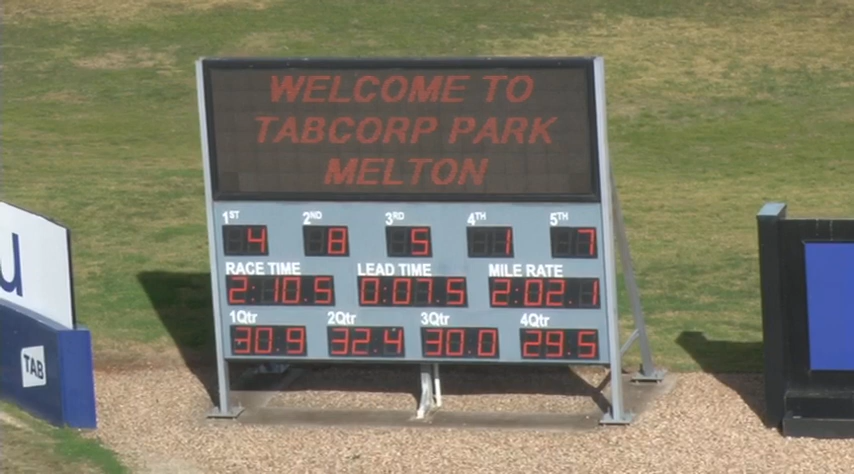 WELCOME TO
TABCORP PARK
MELTON
1ST 2ND 3RD 4TH 5TH
4 8 5 1 7
RACE TIME LEAD TIME MILE RATE
2:10.5 0:07.5 2:02.1
1Qtr 2Qtr 3Qtr 4Qtr
30.9 32.4 30.0 29.5
u
TAB